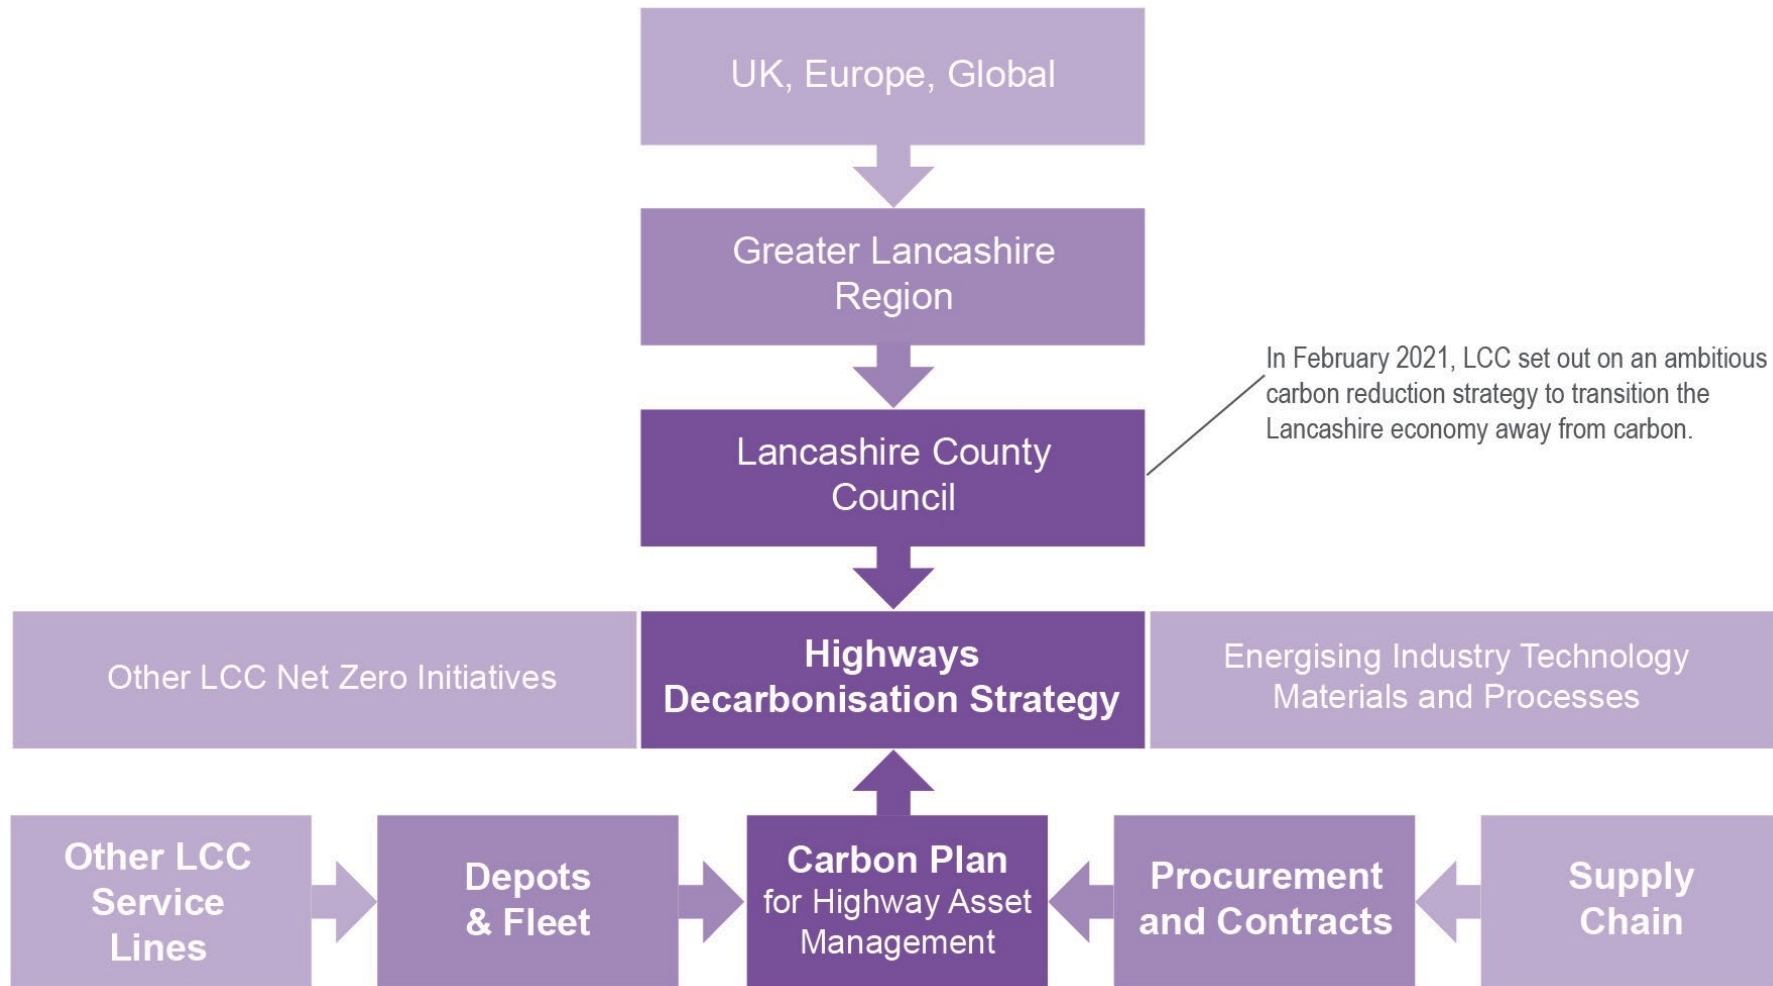 UK, Europe, Global
Greater Lancashire
Region
In February 2021, LCC set out on an ambitious
carbon reduction strategy to transition the
Lancashire economy away from carbon.
Lancashire County
Council
Other LCC Net Zero Initiatives
Highways
Decarbonisation Strategy
Energising Industry Technology
Materials and Processes
Other LCC
Service
Lines
Depots
& Fleet
Carbon Plan
for Highway Asset
Management
Procurement
and Contracts
Supply
Chain